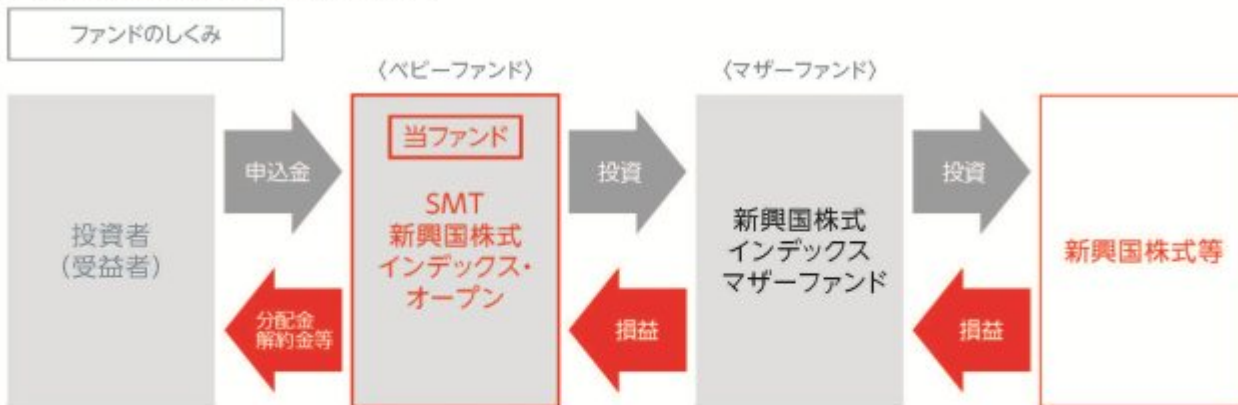 ファンドのしくみ
〈ベビーファンド〉
〈マザーファンド〉
投資者
(受益者)
申込金
分配金
解約金等
当ファンド
SMT
新興国株式
インデックス・
オープン
投資
損益
新興国株式
インデックス
マザーファンド
投資
損益
新興国株式等